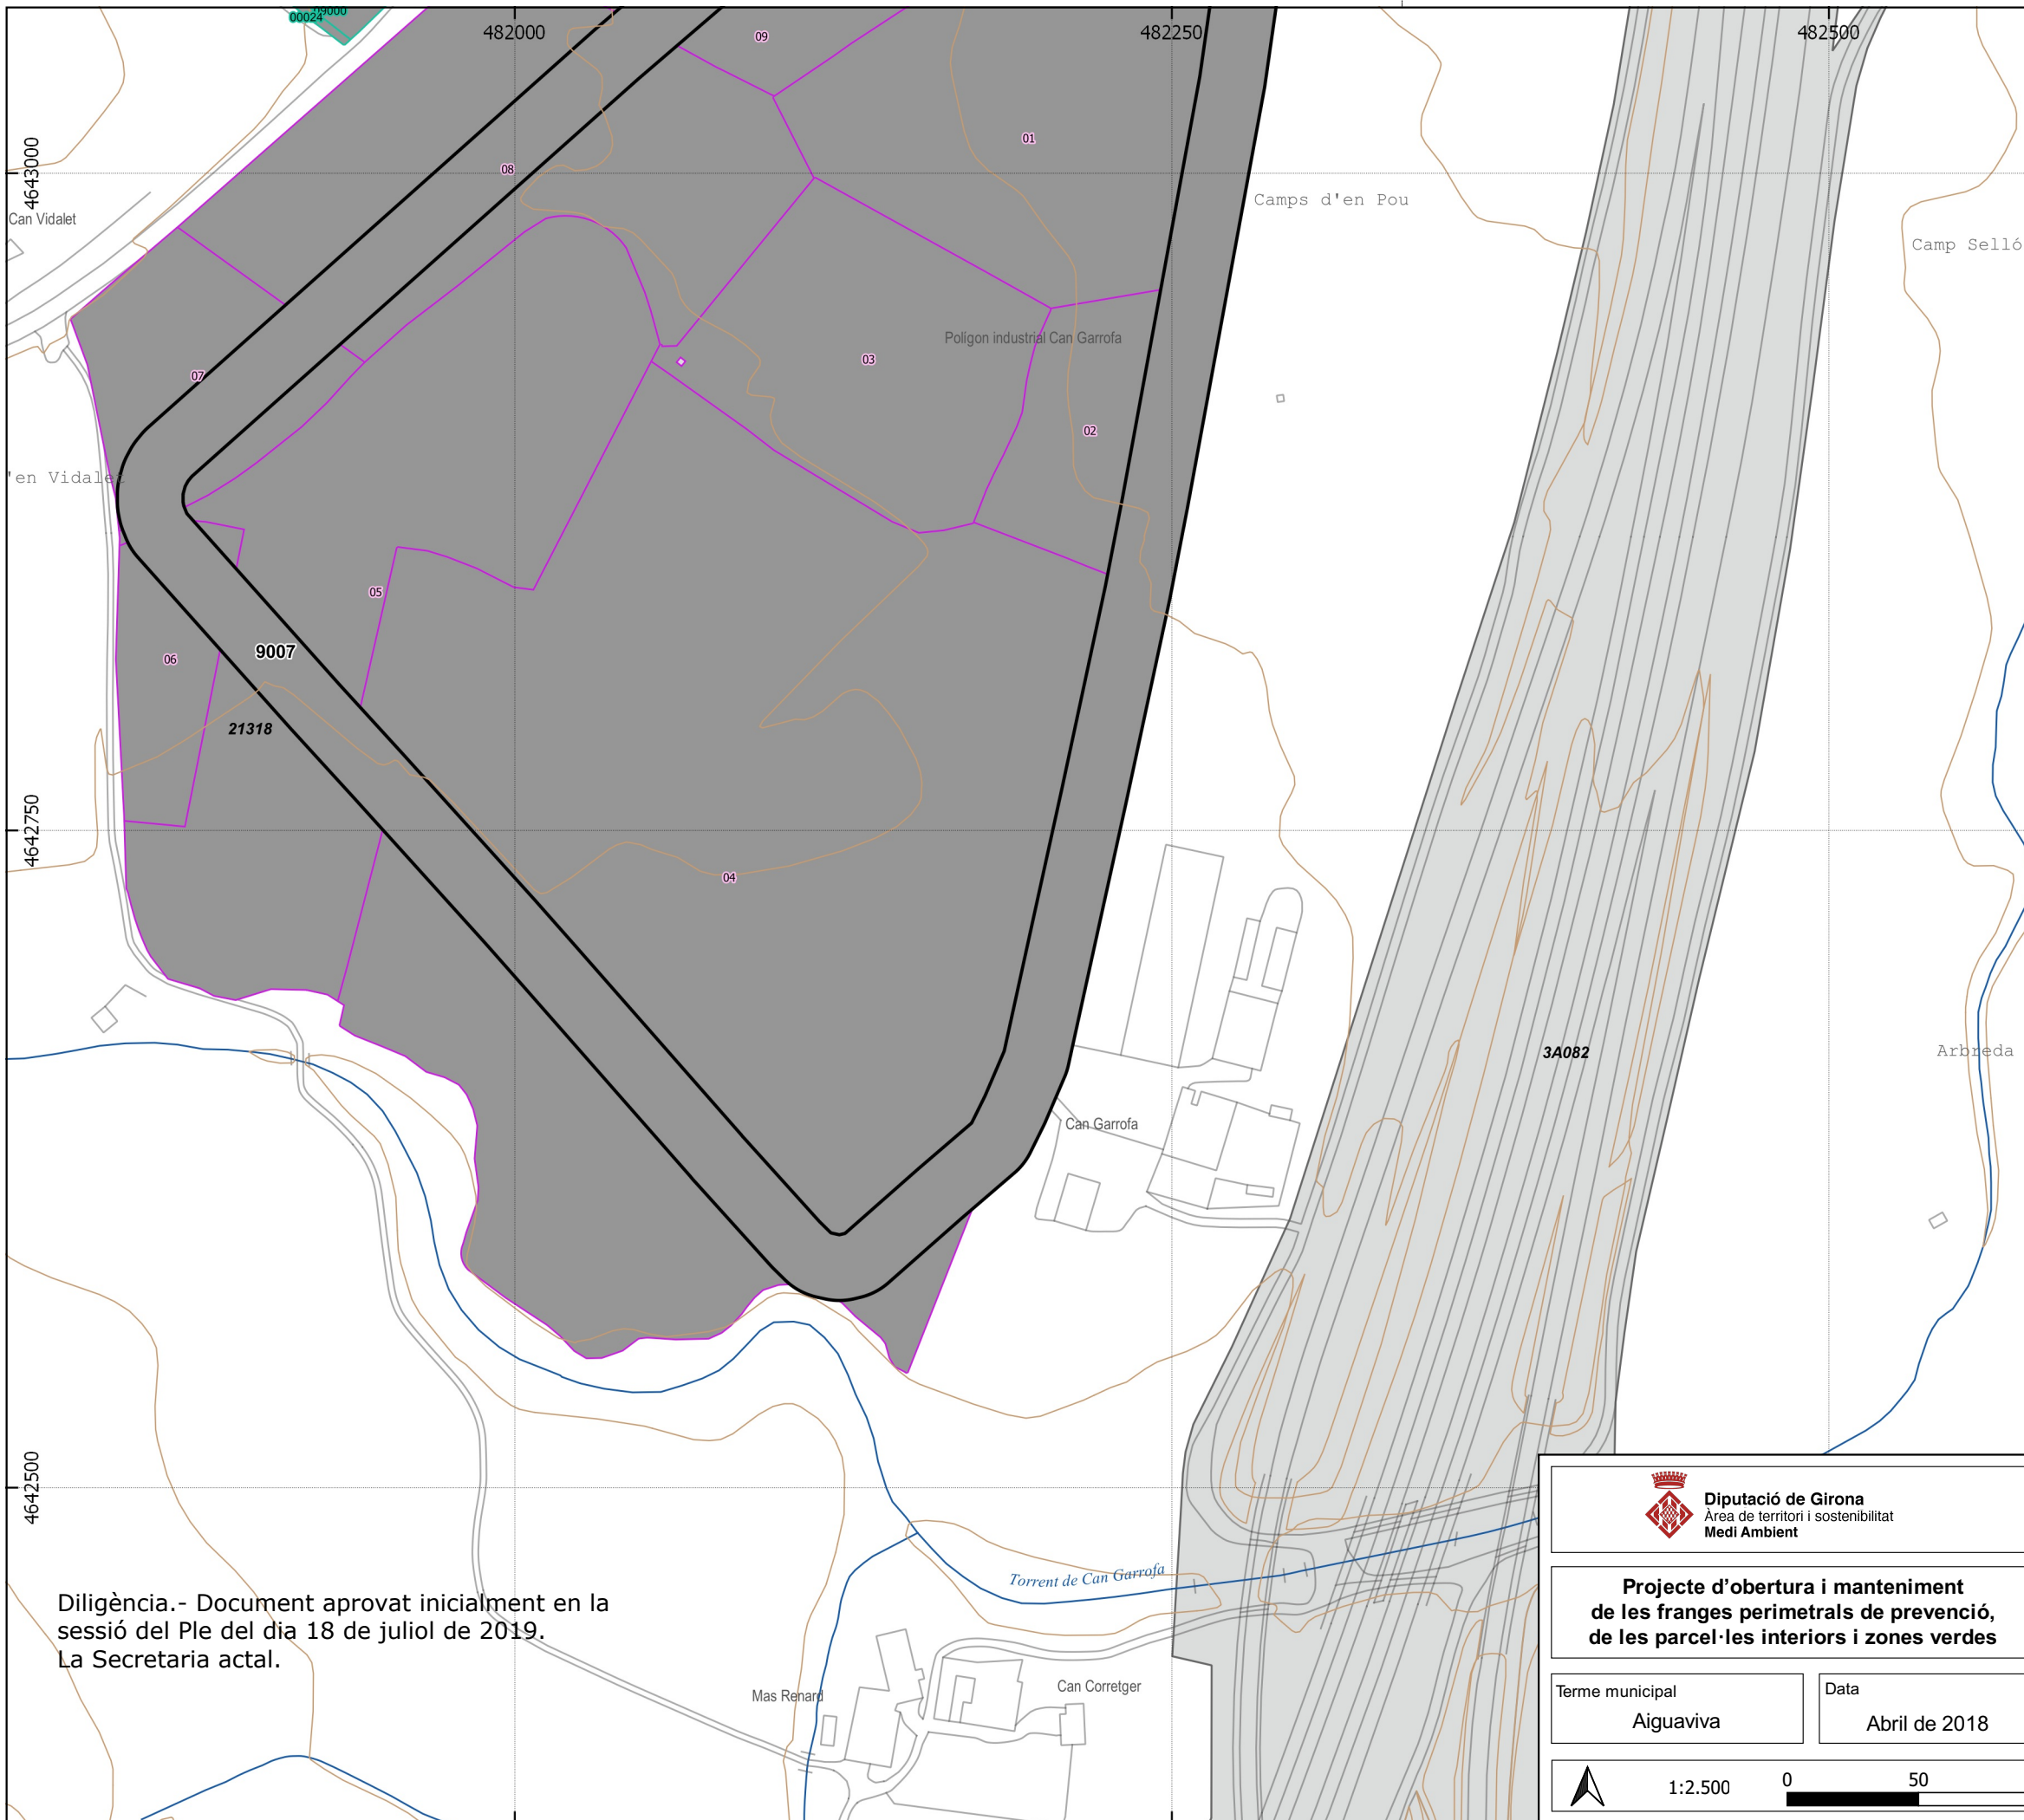 09000
00024
482000
482250
482500
09
01
08
4643000
Camps d'en Pou
Can Vidalet
Camp Selló
Polígon industrial Can Garrofa
03
07
02
'en Vidalet
05
9007
06
21318
4642750
04
3A082
Arbreda
Can Garrofa
4642500
Diputació de Girona
Àrea de territori i sostenibilitat
Medi Ambient
Torrent de Can Garrofa
Projecte d'obertura i manteniment
de les franges perimetrals de prevenció,
de les parcel·les interiors i zones verdes
Diligència.- Document aprovat inicialment en la
sessió del Ple del dia 18 de juliol de 2019.
La Secretaria actal.
Mas Renard
Can Corretger
Terme municipal
Aiguaviva
Data
Abril de 2018
1:2.500
0 50